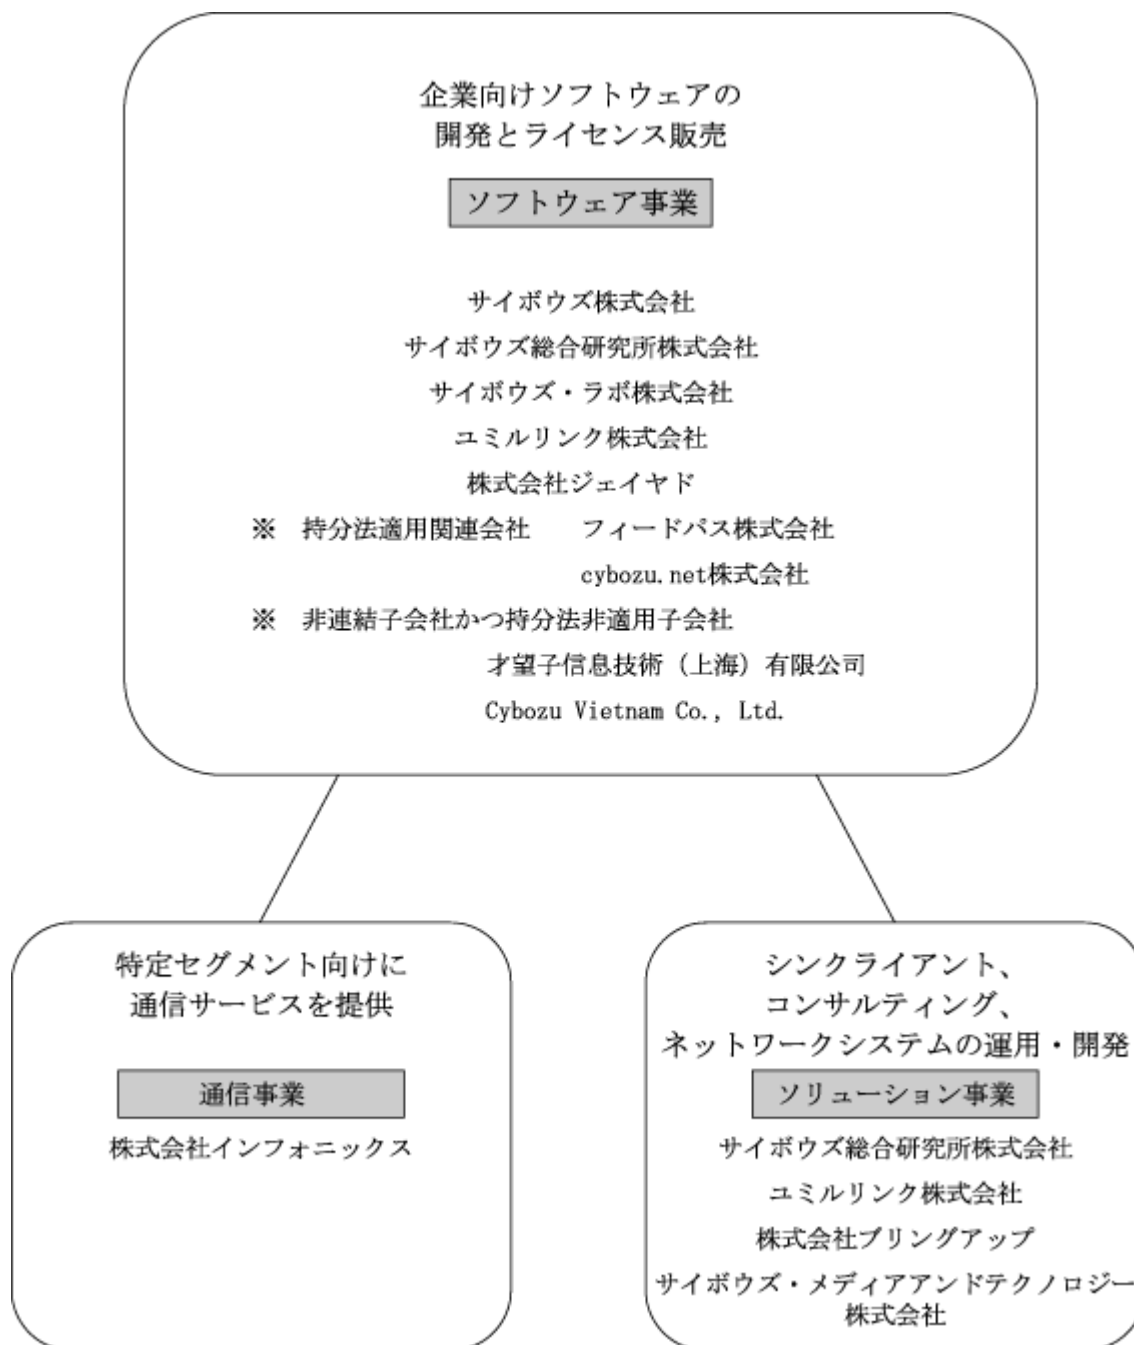 企業向けソフトウェアの
開発とライセンス販売
ソフトウェア事業
サイボウズ株式会社
サイボウズ総合研究所株式会社
サイボウズ・ラボ株式会社
ユミルリンク株式会社
株式会社ジェイヤド
※　持分法適用関連会社　　フィードパス株式会社
cybozu.net株式会社
※　非連結子会社かつ持分法非適用子会社
才望子信息技術（上海）有限公司
Cybozu Vietnam Co., Ltd.
特定セグメント向けに
通信サービスを提供
通信事業
株式会社インフォニックス
シンクライアント、
コンサルティング、
ネットワークシステムの運用・開発
ソリューション事業
サイボウズ総合研究所株式会社
ユミルリンク株式会社
株式会社ブリングアップ
サイボウズ・メディアアンドテクノロジー
株式会社